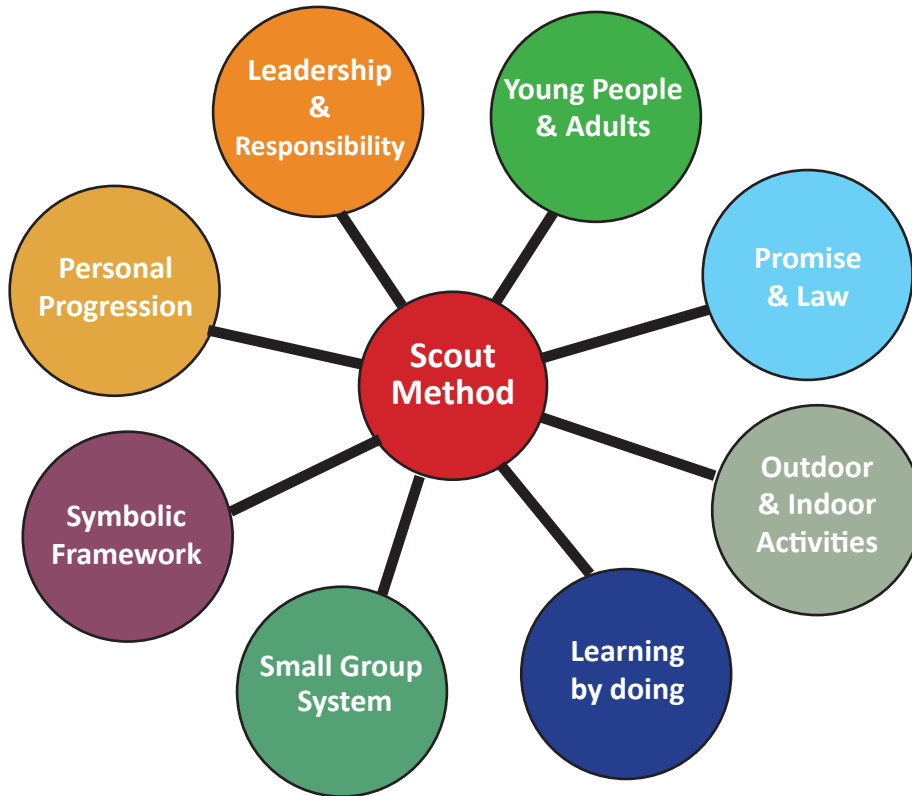 Leadership
&
Responsibility
Young People
& Adults
Promise
& Law
Personal
Progression
Scout
Method
Outdoor
& Indoor
Activities
Symbolic
Framework
Small Group
System
Learning
by doing